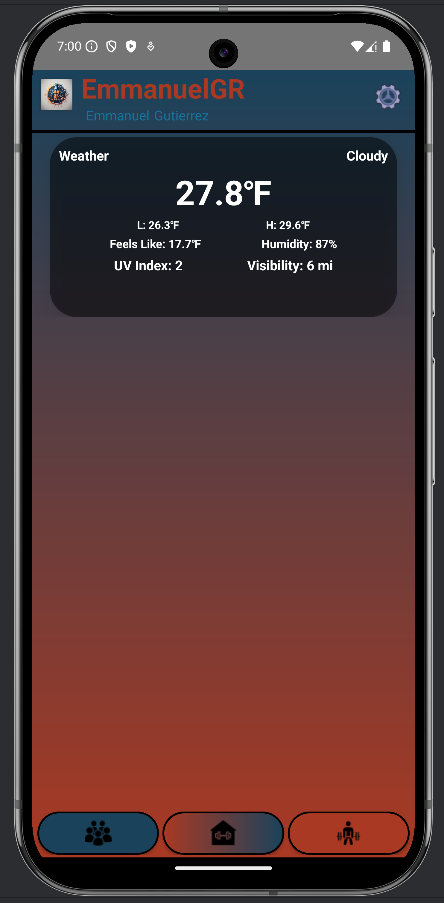 7:00
EmmanuelGR
Emmanuel Gutierrez
Weather Cloudy
27.8°F
L: 26.3°F H: 29.6°F
Feels Like: 17.7°F Humidity: 87%
UV Index: 2 Visibility: 6 mi